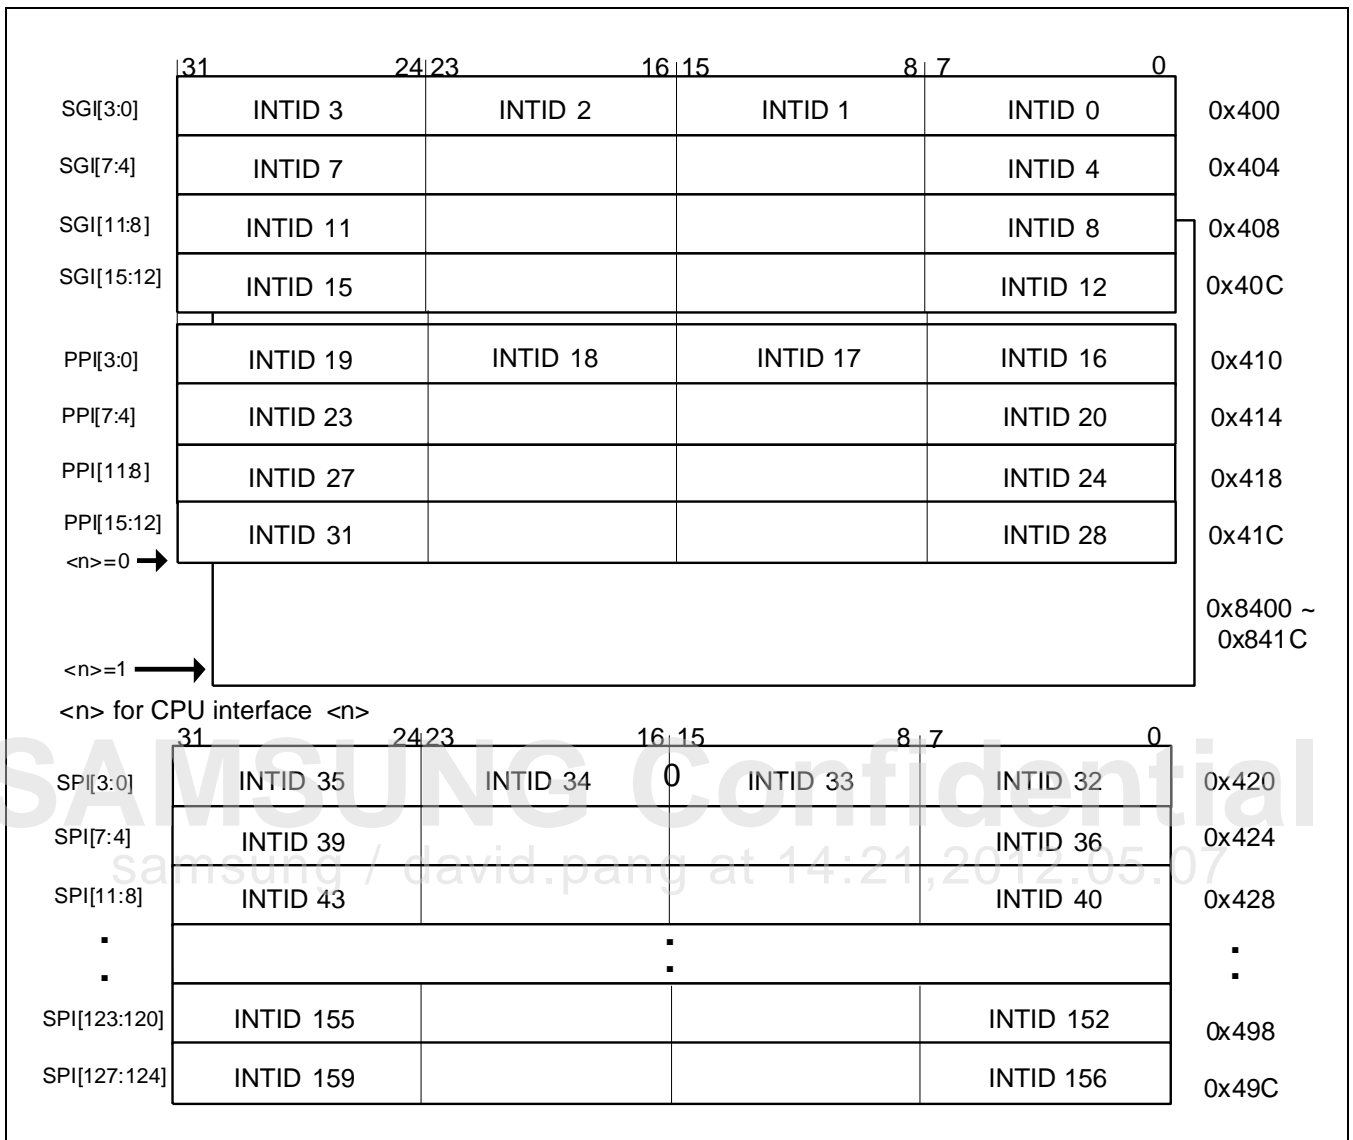 31 24 23 16 15 8 7 0
SGI[3:0] INTID 3 INTID 2 INTID 1 INTID 0 0x400
SGI[7:4] INTID 7 INTID 4 0x404
SGI[11:8] INTID 11 INTID 8 0x408
SGI[15:12] INTID 15 INTID 12 0x40C
PPI[3:0] INTID 19 INTID 18 INTID 17 INTID 16 0x410
PPI[7:4] INTID 23 INTID 20 0x414
PPI[11:8] INTID 27 INTID 24 0x418
PPI[15:12] INTID 31 INTID 28 0x41C
<n>=0
0x8400 ~
0x841C
<n>=1
<n> for CPU interface <n>
31 24 23 16 15 8 7 0
SAMSUNG Confidential
SPI[3:0] INTID 35 INTID 34 0 INTID 33 INTID 32 0x420
SPI[7:4] INTID 39 INTID 36 0x424
samsung / david.pang at 14:21,2012.05.07
SPI[11:8] INTID 43 INTID 40 0x428
: : :
SPI[123:120] INTID 155 INTID 152 0x498
SPI[127:124] INTID 159 INTID 156 0x49C